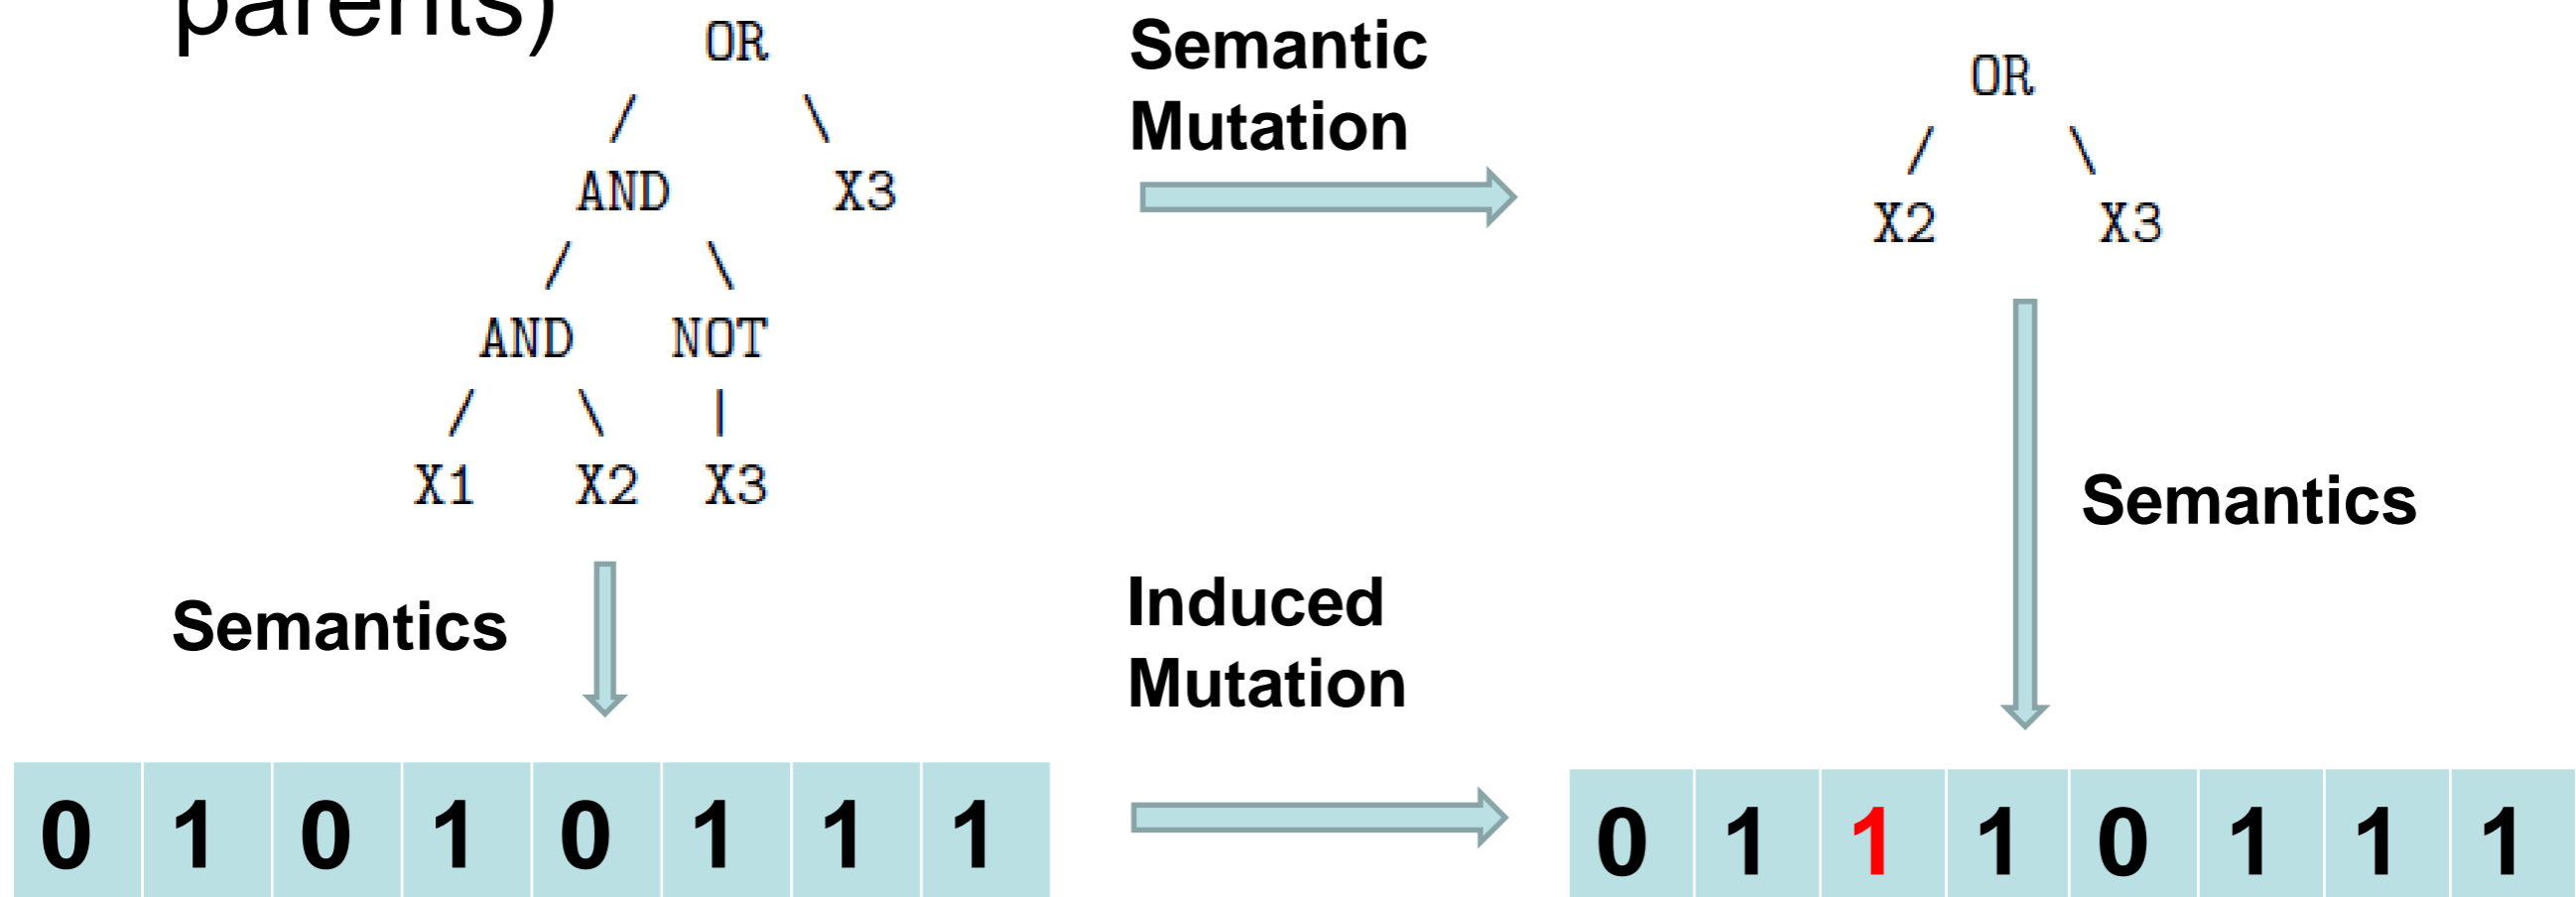 parents)
OR
/ \
AND X3
/ \
AND NOT
/ \ |
X1 X2 X3
Semantics
0 1 0 1 0 1 1 1
Semantic
Mutation
Induced
Mutation
OR
/ \
X2 X3
Semantics
0 1 1 1 0 1 1 1